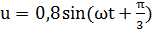 u = 0,8sin(ωt + π/3)